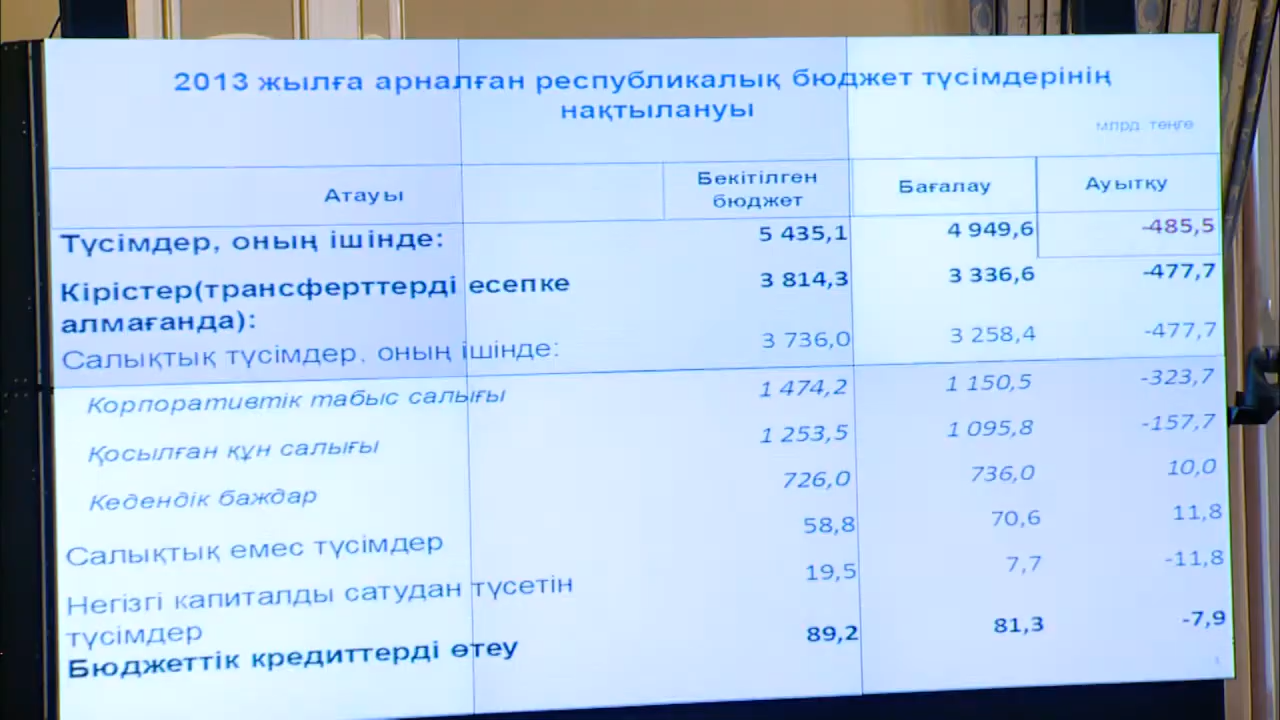 2013 жылға арналған республикалық бюджет түсімдерінің
нақтылануы
млрд. теңге
Атауы Бекітілген бюджет Бағалау Ауытқу
Түсімдер, оның ішінде: 5 435,1 4 949,6 -485,5
Кірістер(трансферттерді есепке 3 814,3 3 336,6 -477,7
алмағанда):
Салықтық түсімдер, оның ішінде: 3 736,0 3 258,4 -477,7
Корпоративтік табыс салығы 1 474,2 1 150,5 -323,7
Қосылған құн салығы 1 253,5 1 095,8 -157,7
Кедендік баждар 726,0 736,0 10,0
Салықтық емес түсімдер 58,8 70,6 11,8
Негізгі капиталды сатудан түсетін 19,5 7,7 -11,8
түсімдер
Бюджеттік кредиттерді өтеу 89,2 81,3 -7,9